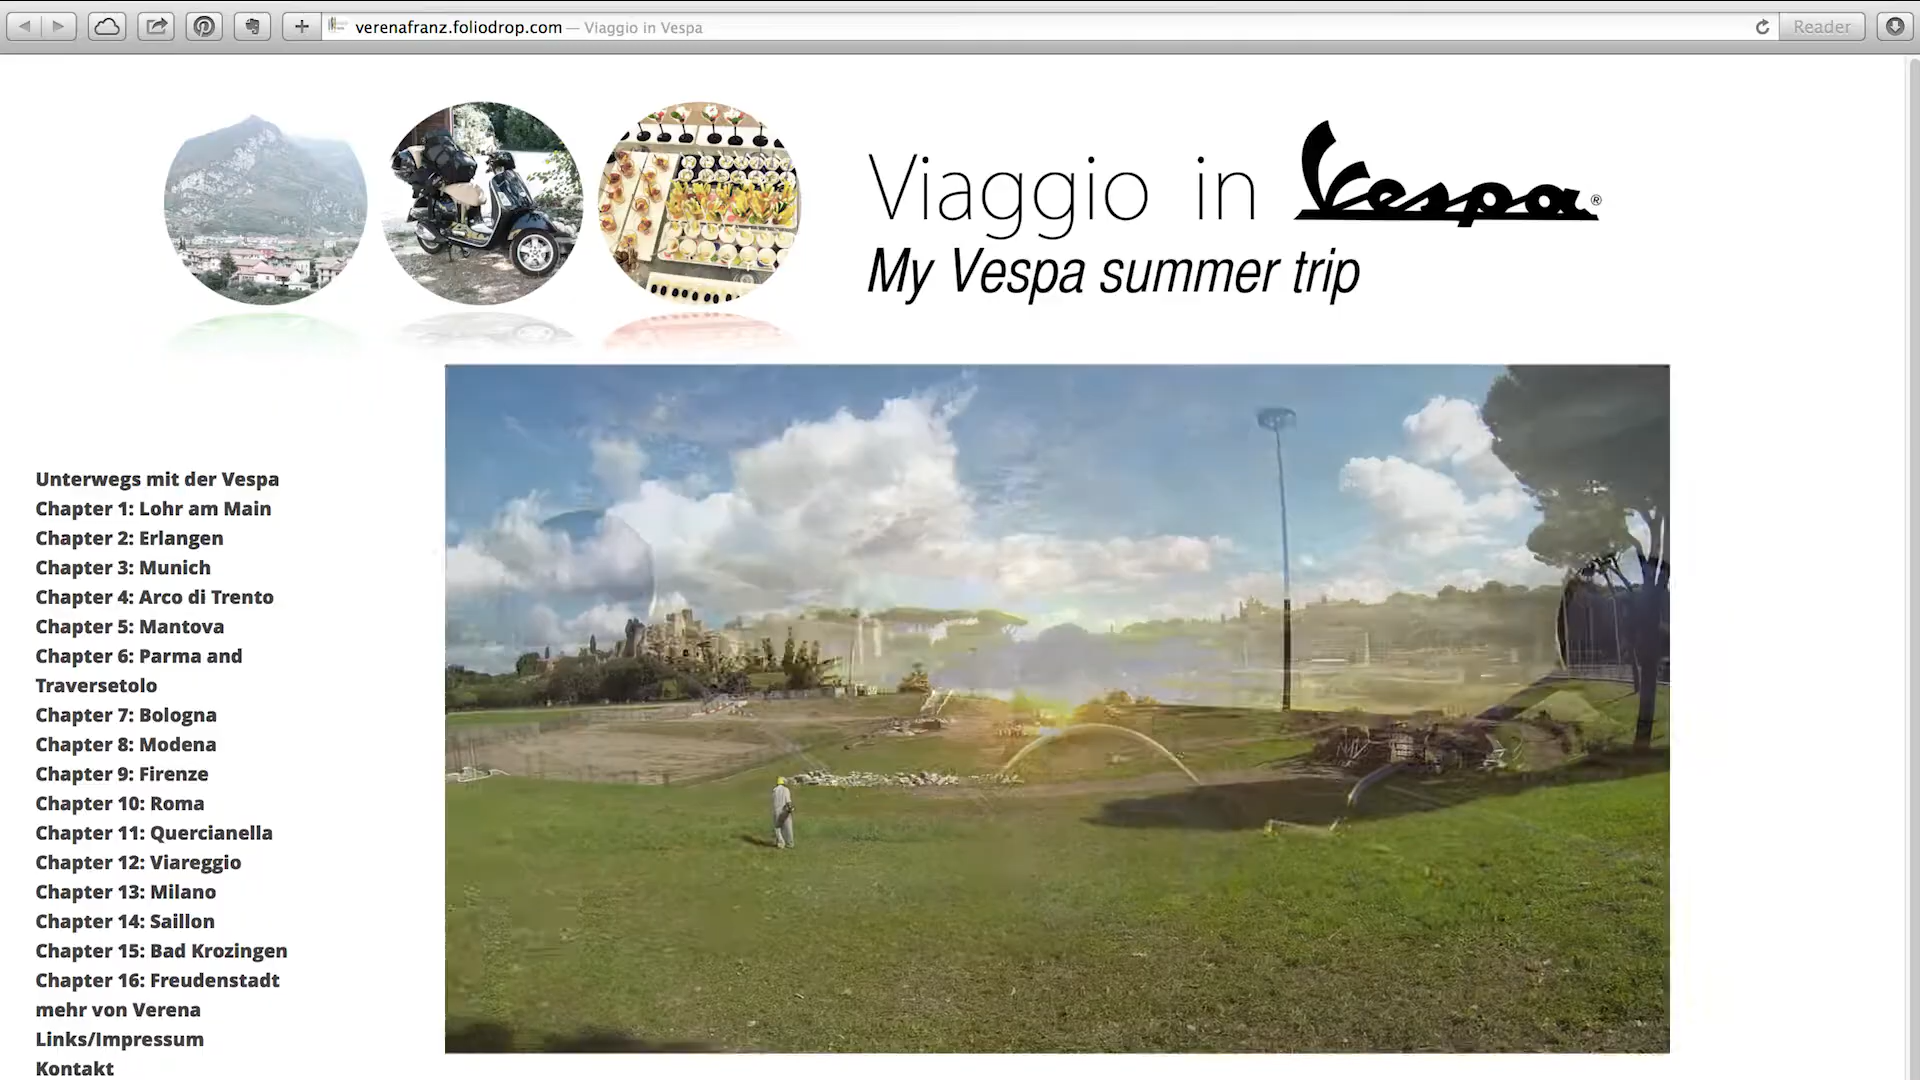 verenafranz.foliodrop.com — Viaggio in Vespa
Reader
Viaggio in Vespa®
My Vespa summer trip
Unterwegs mit der Vespa
Chapter 1: Lohr am Main
Chapter 2: Erlangen
Chapter 3: Munich
Chapter 4: Arco di Trento
Chapter 5: Mantova
Chapter 6: Parma and
Traversetolo
Chapter 7: Bologna
Chapter 8: Modena
Chapter 9: Firenze
Chapter 10: Roma
Chapter 11: Quercianella
Chapter 12: Viareggio
Chapter 13: Milano
Chapter 14: Saillon
Chapter 15: Bad Krozingen
Chapter 16: Freudenstadt
mehr von Verena
Links/Impressum
Kontakt